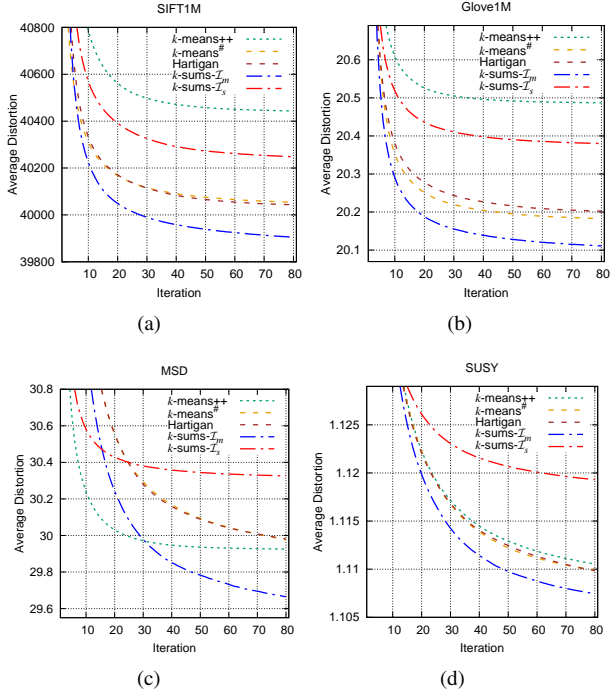 SIFT1M
40800
40600
40400
40200
40000
39800
Average Distortion
k-means++
k-means#
Hartigan
k-sums-𝓘m
k-sums-𝓘s
10 20 30 40 50 60 70 80
Iteration
(a)
Glove1M
20.6
20.5
20.4
20.3
20.2
20.1
Average Distortion
k-means++
k-means#
Hartigan
k-sums-𝓘m
k-sums-𝓘s
10 20 30 40 50 60 70 80
Iteration
(b)
MSD
30.8
30.6
30.4
30.2
30
29.8
29.6
Average Distortion
k-means++
k-means#
Hartigan
k-sums-𝓘m
k-sums-𝓘s
10 20 30 40 50 60 70 80
Iteration
(c)
SUSY
1.125
1.12
1.115
1.11
1.105
Average Distortion
k-means++
k-means#
Hartigan
k-sums-𝓘m
k-sums-𝓘s
10 20 30 40 50 60 70 80
Iteration
(d)